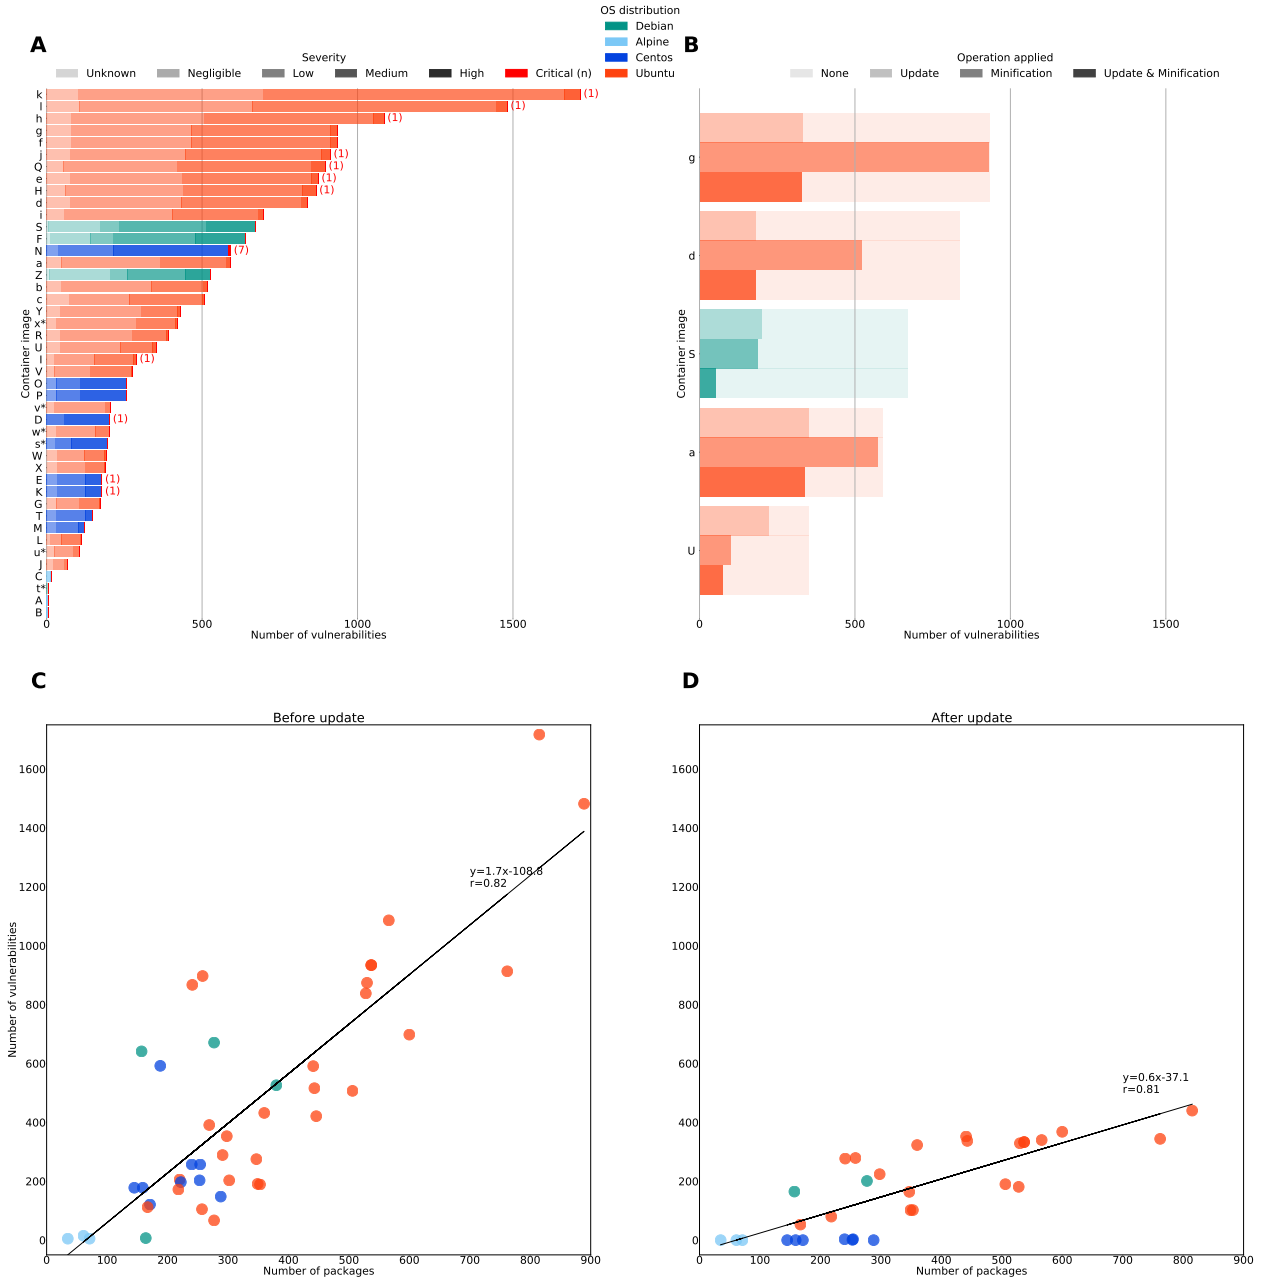 OS distribution
Debian
Alpine
Centos
Ubuntu
A
Severity
Unknown
Negligible
Low
Medium
High
Critical (n)
Container image
k (1)
l (1)
h (1)
g
f
j (1)
Q (1)
e (1)
H (1)
d
i
S
F
N (7)
a
Z
b
c
Y
x*
R
U
I (1)
V
O
P
v*
D (1)
w*
s*
W
X
E (1)
K (1)
G
T
M
L
u*
J
C
t*
A
B
0 500 1000 1500
Number of vulnerabilities
B
Operation applied
None
Update
Minification
Update & Minification
Container image
g
d
S
a
U
0 500 1000 1500
Number of vulnerabilities
C
Before update
Number of vulnerabilities
1600
1400
1200
1000
800
600
400
200
0
y=1.7x-108.8
r=0.82
0 100 200 300 400 500 600 700 800 900
Number of packages
D
After update
1600
1400
1200
1000
800
600
400
200
0
y=0.6x-37.1
r=0.81
0 100 200 300 400 500 600 700 800 900
Number of packages